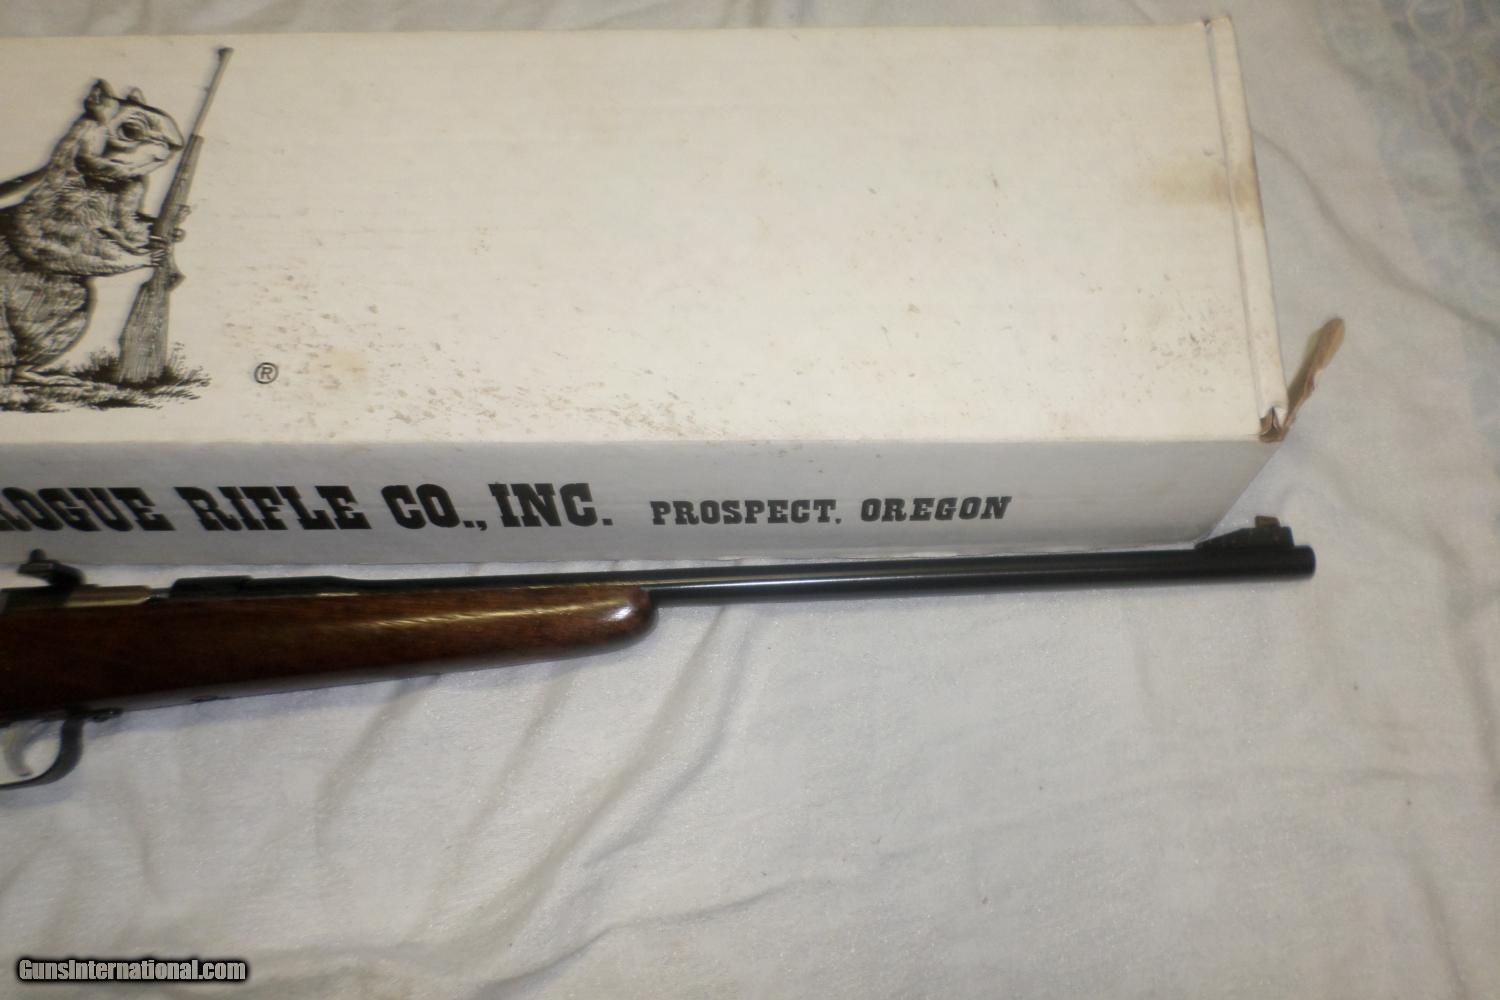 ®
ROGUE RIFLE CO., INC. PROSPECT, OREGON
GunsInternational.com